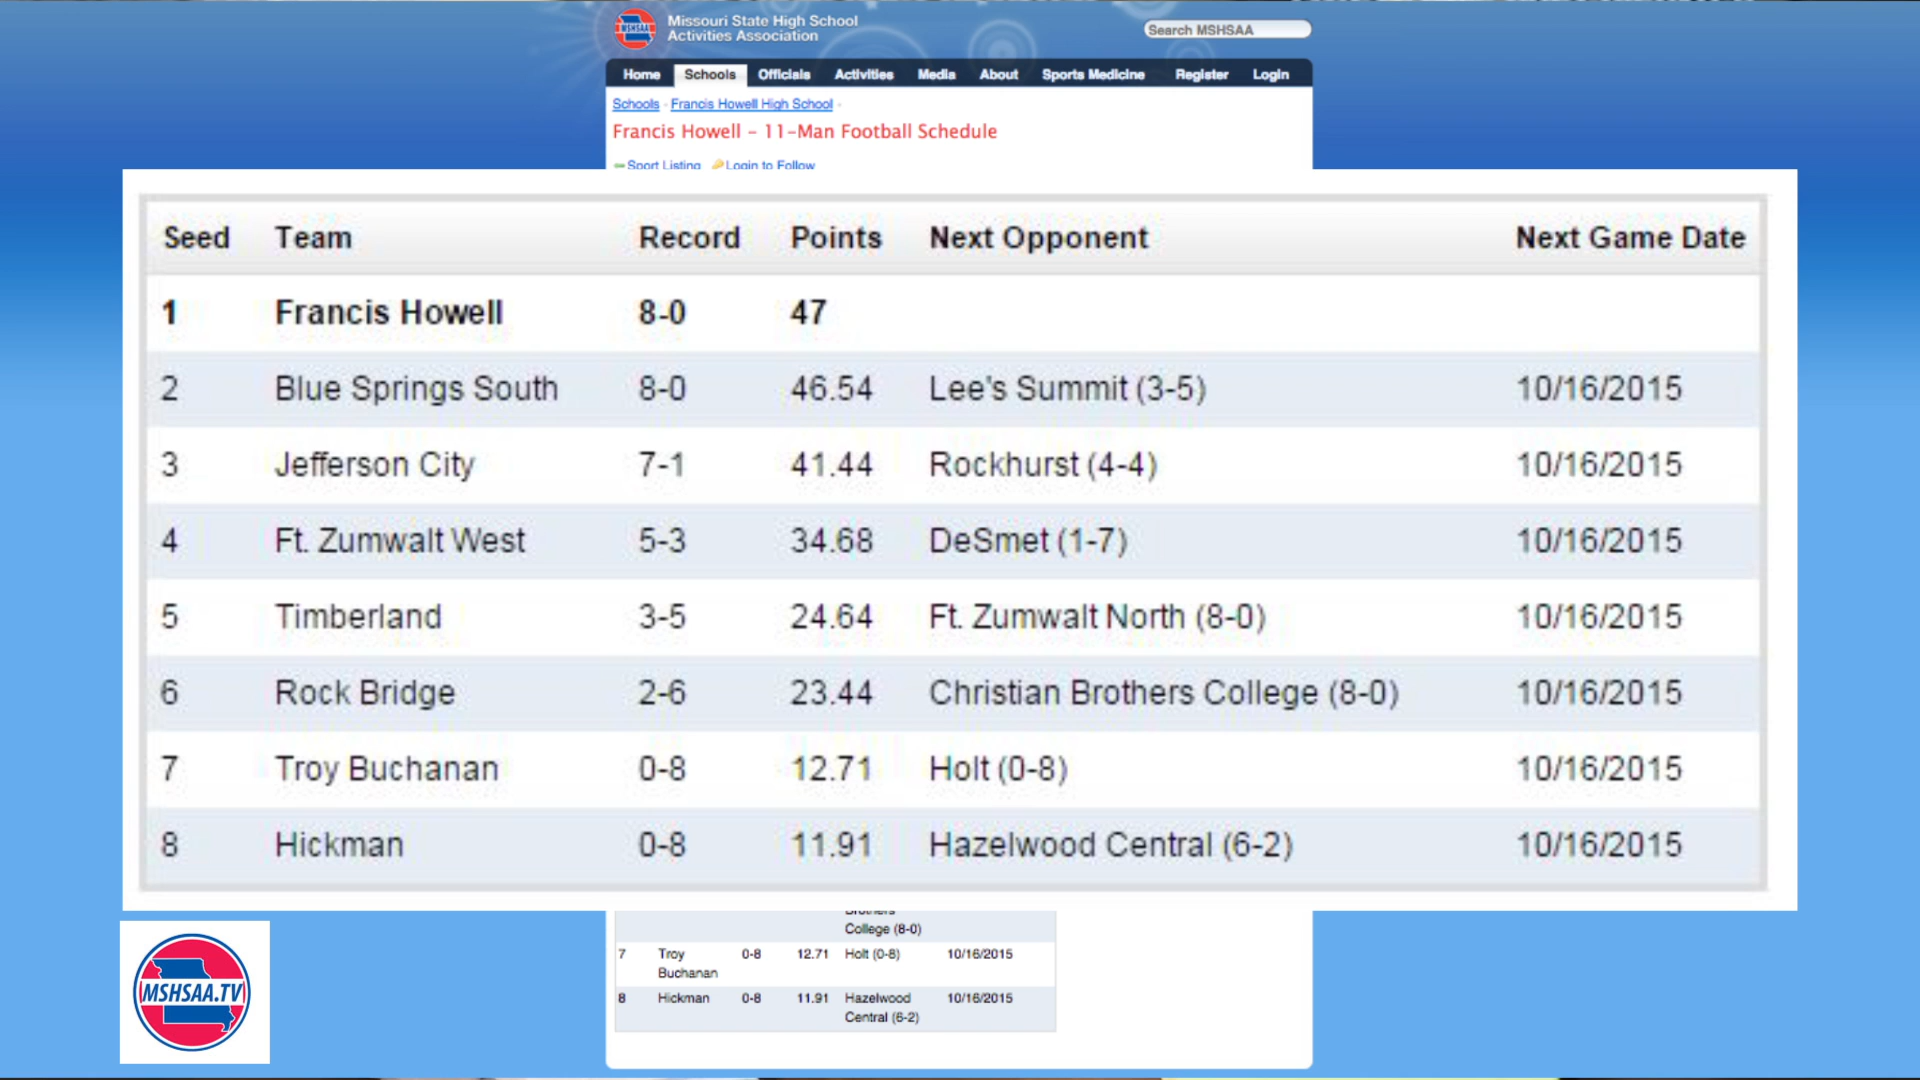 MSHSAA
Missouri State High School
Activities Association
Search MSHSAA
Home Schools Officials Activities Media About Sports Medicine Register Login
Schools - Francis Howell High School -
Francis Howell - 11-Man Football Schedule
Sport Listing Login to Follow
Seed Team Record Points Next Opponent Next Game Date
1 Francis Howell 8-0 47
2 Blue Springs South 8-0 46.54 Lee's Summit (3-5) 10/16/2015
3 Jefferson City 7-1 41.44 Rockhurst (4-4) 10/16/2015
4 Ft. Zumwalt West 5-3 34.68 DeSmet (1-7) 10/16/2015
5 Timberland 3-5 24.64 Ft. Zumwalt North (8-0) 10/16/2015
6 Rock Bridge 2-6 23.44 Christian Brothers College (8-0) 10/16/2015
7 Troy Buchanan 0-8 12.71 Holt (0-8) 10/16/2015
8 Hickman 0-8 11.91 Hazelwood Central (6-2) 10/16/2015
Brothers
College (8-0)
7 Troy 0-8 12.71 Holt (0-8) 10/16/2015
Buchanan
8 Hickman 0-8 11.91 Hazelwood 10/16/2015
Central (6-2)
MSHSAA.TV